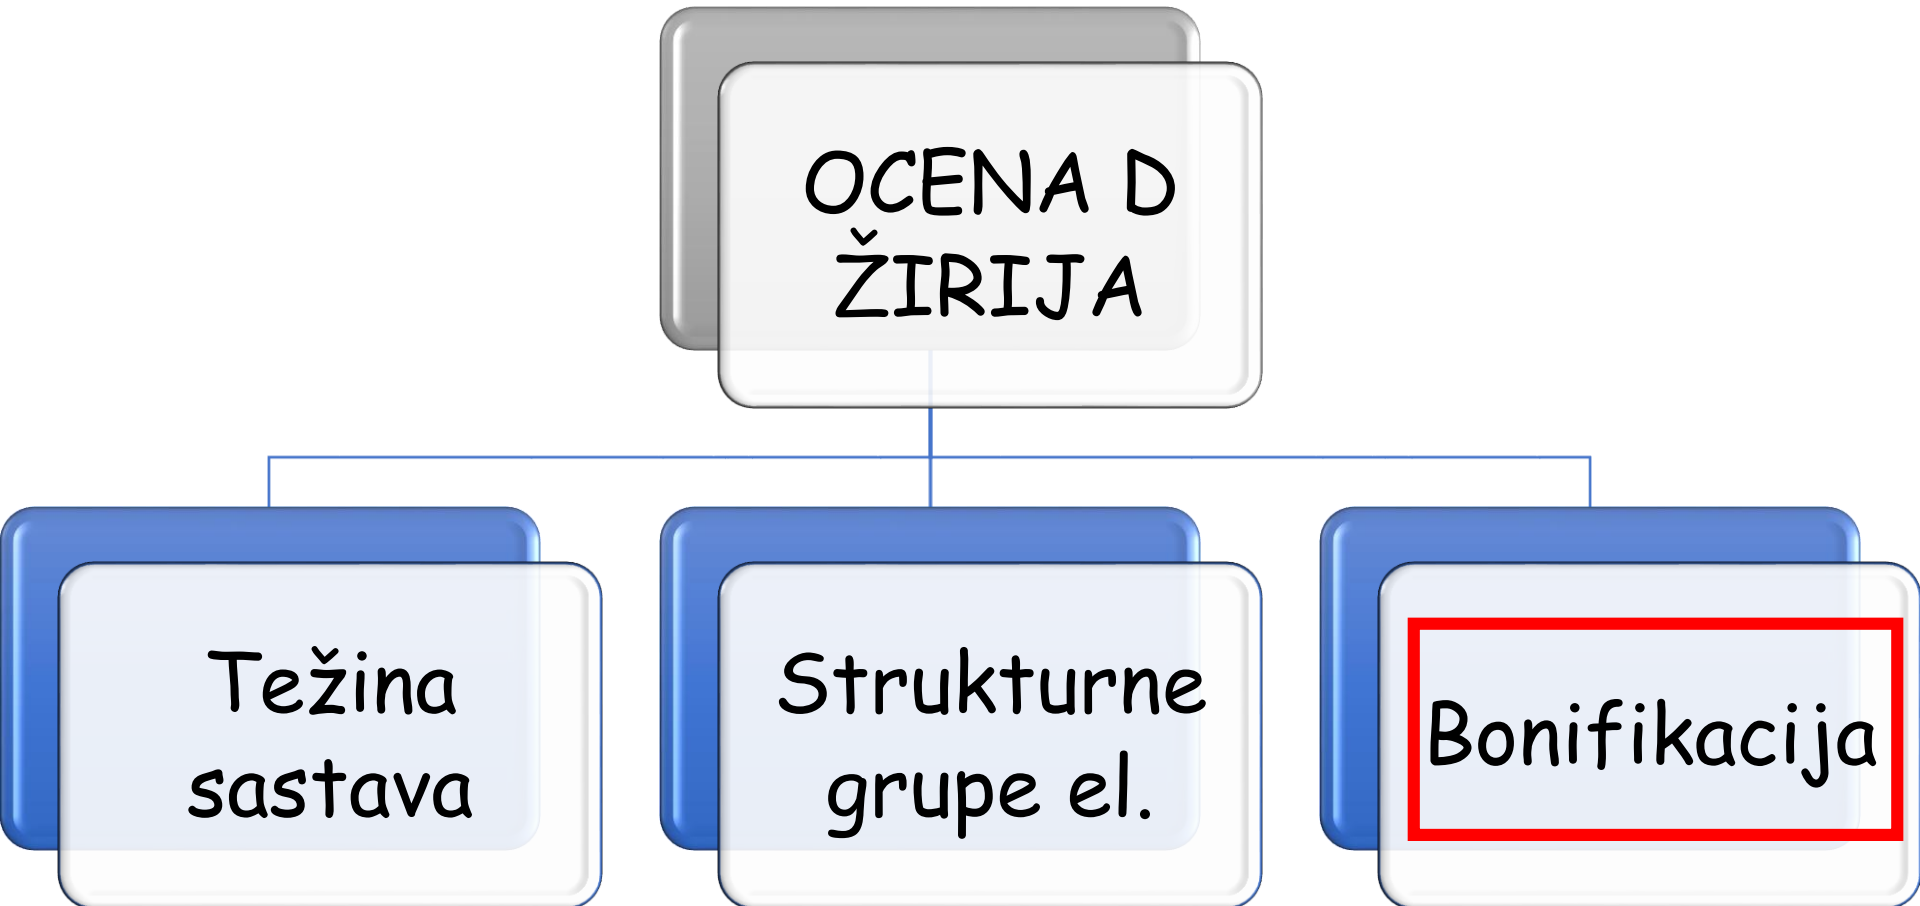 OCENA D
ŽIRIJA
Težina
sastava
Strukturne
grupe el.
Bonifikacija